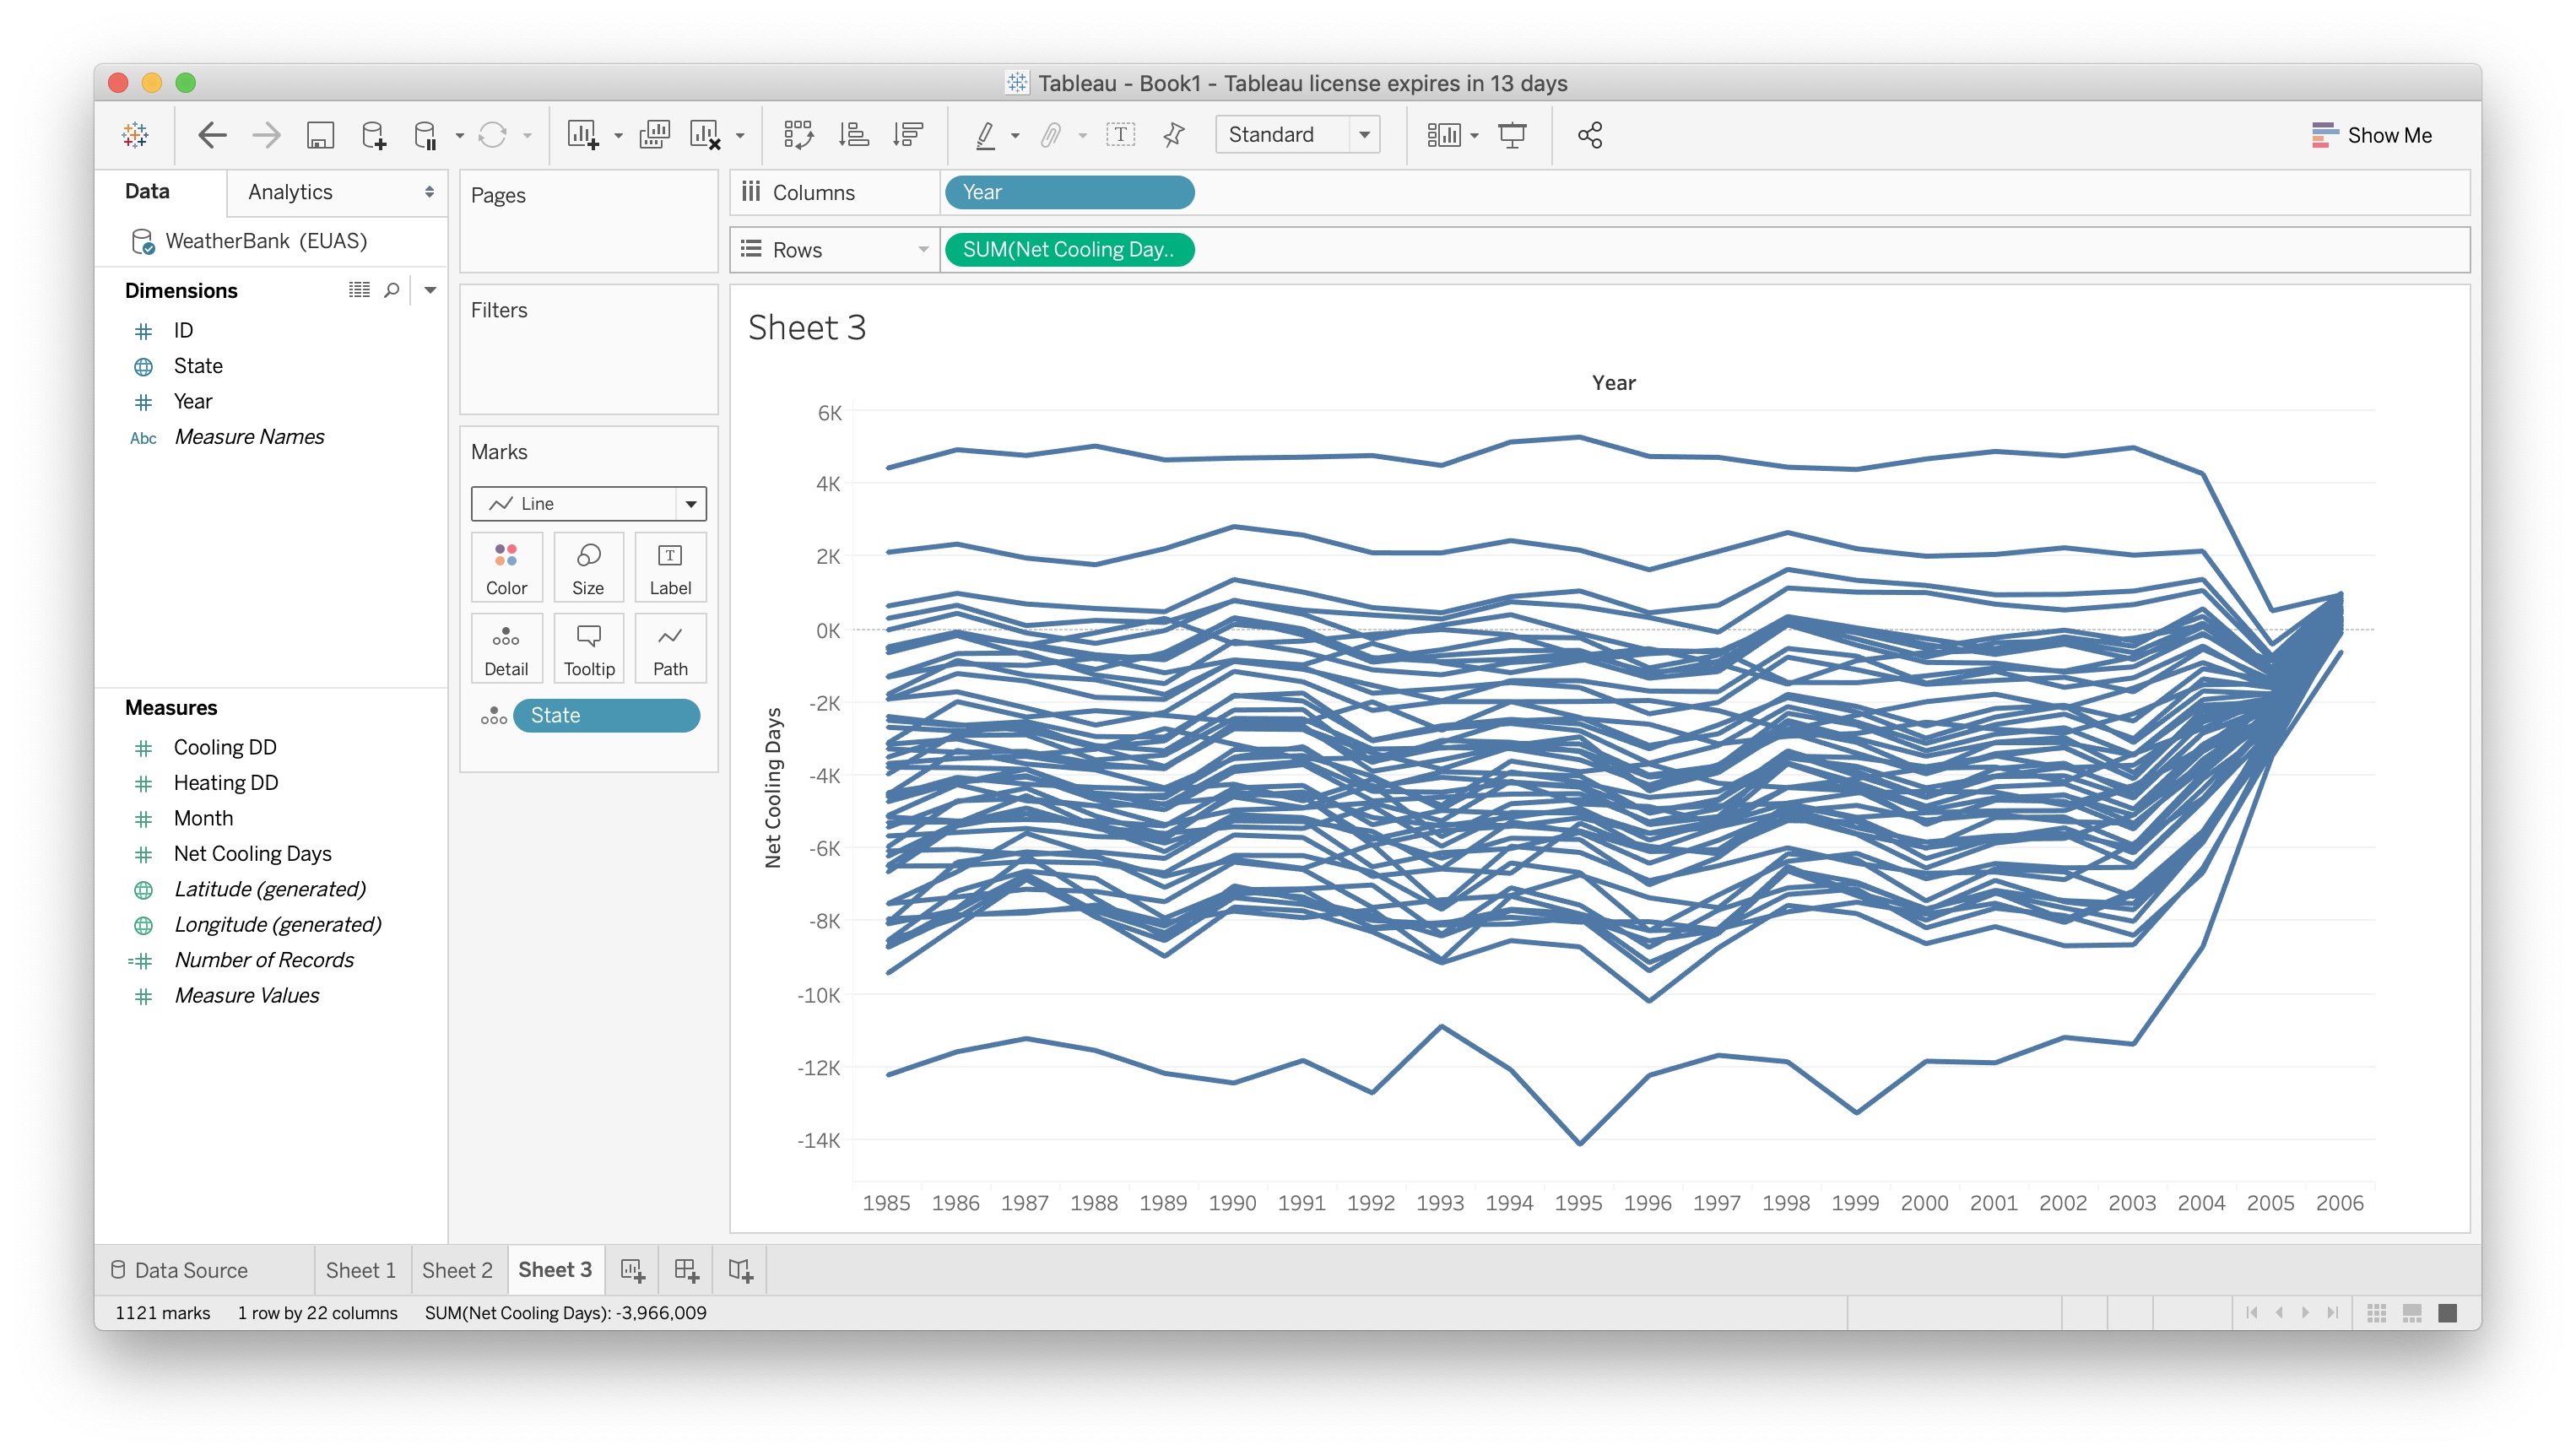 Tableau - Book1 - Tableau license expires in 13 days
Standard
Show Me
Data
Analytics
WeatherBank (EUAS)
Dimensions
ID
State
Year
Abc Measure Names
Measures
Cooling DD
Heating DD
Month
Net Cooling Days
Latitude (generated)
Longitude (generated)
Number of Records
Measure Values
Pages
Filters
Marks
Line
Color
Size
Label
Detail
Tooltip
Path
State
Columns
Year
Rows
SUM(Net Cooling Day..
Sheet 3
Year
Net Cooling Days
6K
4K
2K
0K
-2K
-4K
-6K
-8K
-10K
-12K
-14K
1985 1986 1987 1988 1989 1990 1991 1992 1993 1994 1995 1996 1997 1998 1999 2000 2001 2002 2003 2004 2005 2006
Data Source
Sheet 1
Sheet 2
Sheet 3
1121 marks
1 row by 22 columns
SUM(Net Cooling Days): -3,966,009